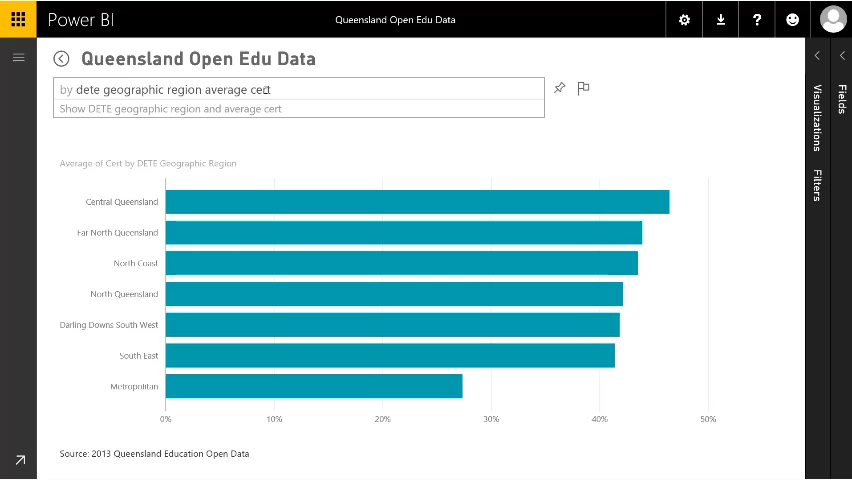 Power BI
Queensland Open Edu Data
?
Queensland Open Edu Data
by dete geographic region average cert
Show DETE geographic region and average cert
Visualizations
Filters
Fields
Average of Cert by DETE Geographic Region
Central Queensland
Far North Queensland
North Coast
North Queensland
Darling Downs South West
South East
Metropolitan
0% 10% 20% 30% 40% 50%
Source: 2013 Queensland Education Open Data